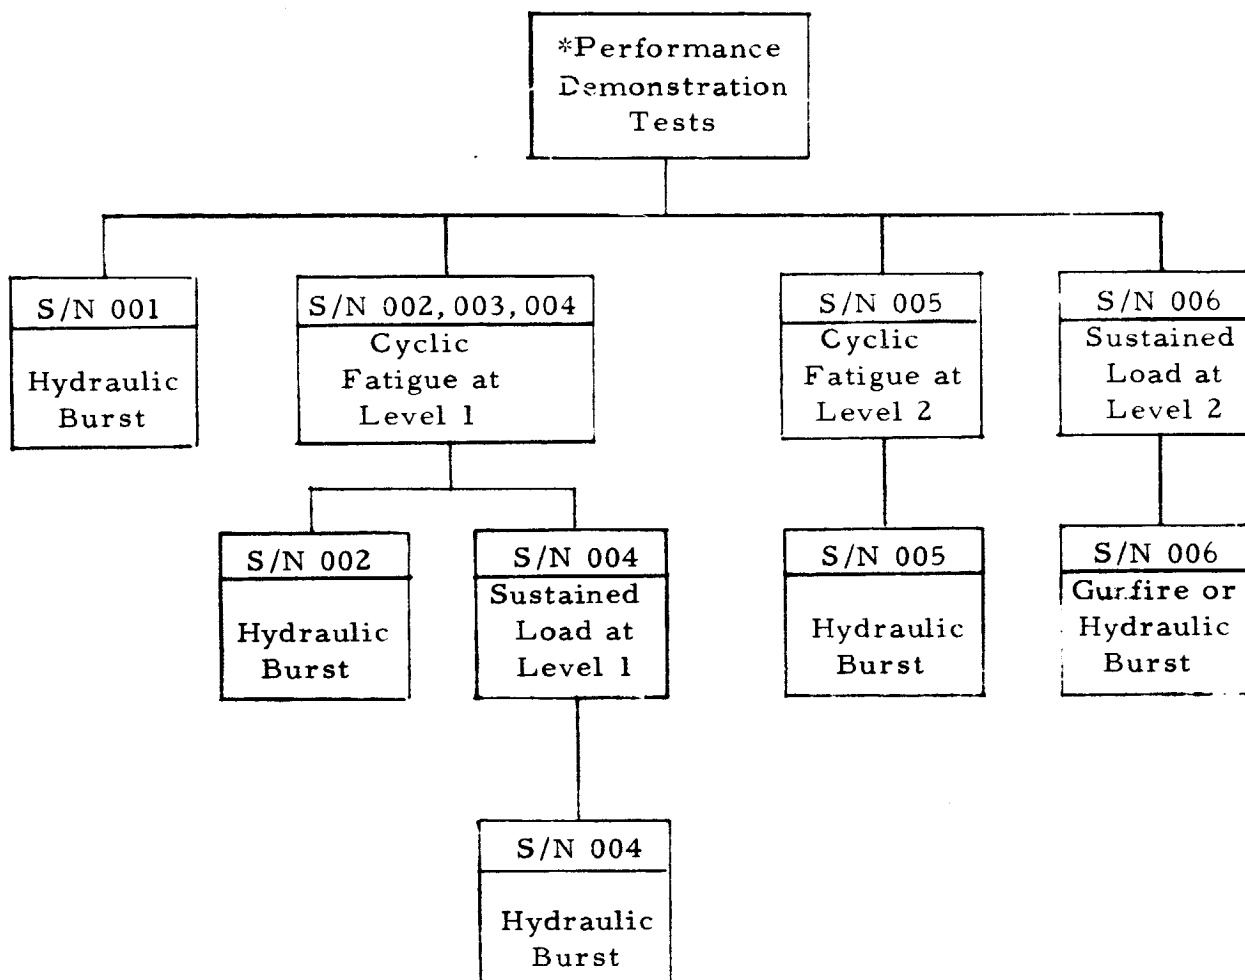 *Performance
Demonstration
Tests
S/N 001
Hydraulic
Burst
S/N 002,003,004
Cyclic
Fatigue at
Level 1
S/N 005
Cyclic
Fatigue at
Level 2
S/N 006
Sustained
Load at
Level 2
S/N 002
Hydraulic
Burst
S/N 004
Sustained
Load at
Level 1
S/N 005
Hydraulic
Burst
S/N 006
Gunfire or
Hydraulic
Burst
S/N 004
Hydraulic
Burst